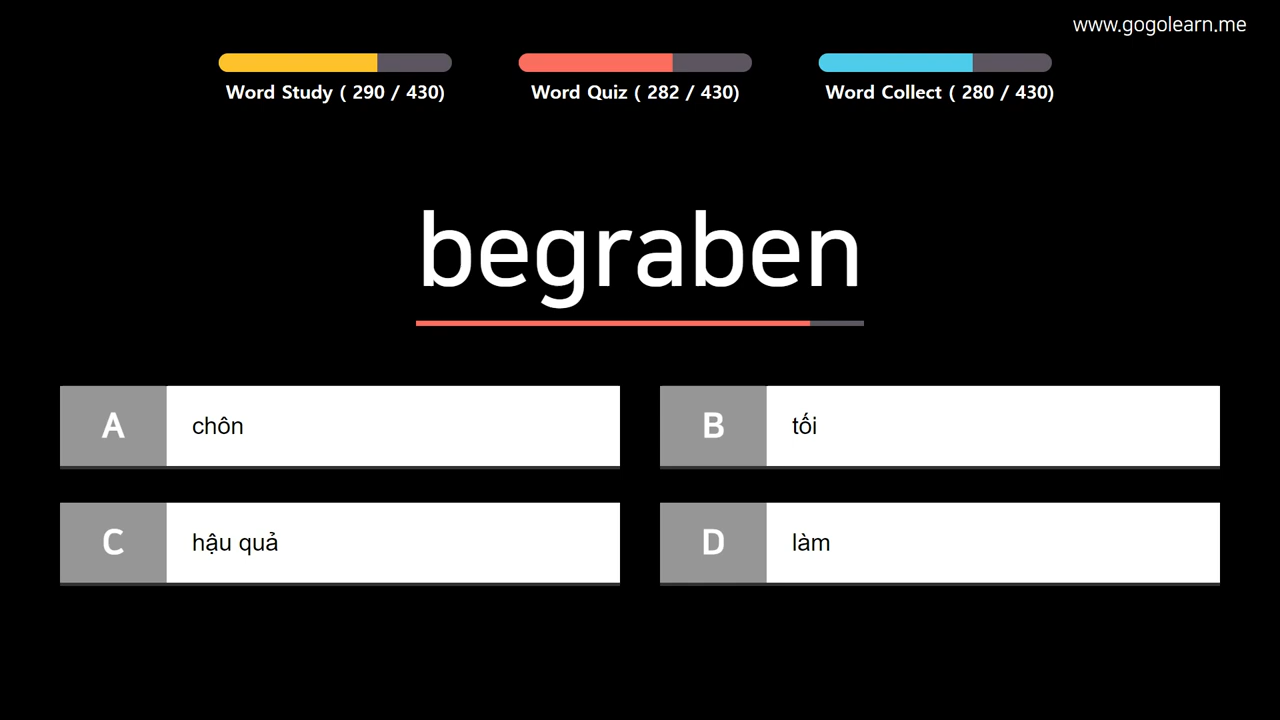 www.gogolearn.me
Word Study ( 290 / 430)
Word Quiz ( 282 / 430)
Word Collect ( 280 / 430)
begraben
A
chôn
B
tối
C
hậu quả
D
làm